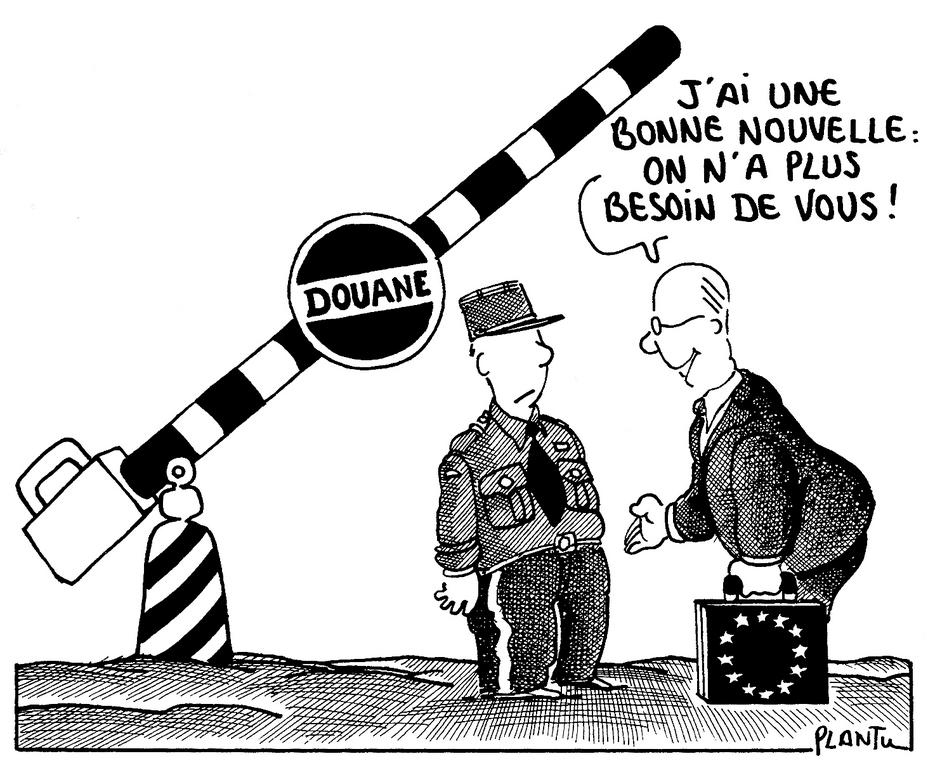 J'Ai UNE
BONNE NOUVELLE:
ON N'A PLUS
BESOiN DE VOUS!
DOUANE
PLANTu